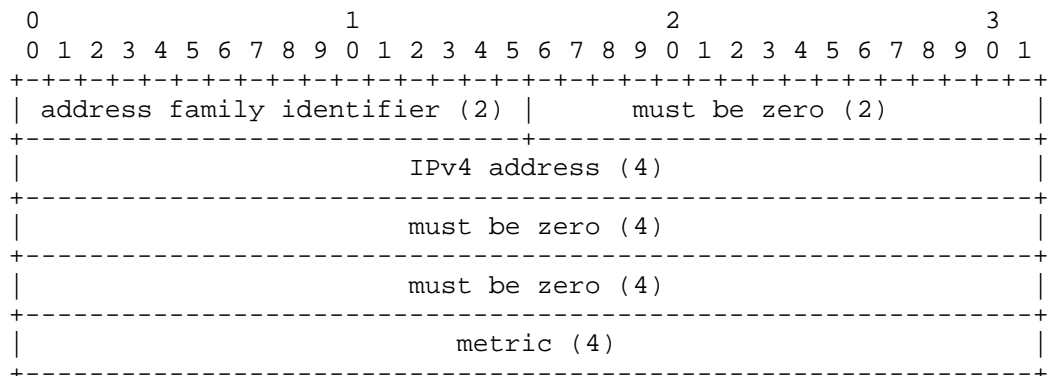 0                   1                   2                   3
0 1 2 3 4 5 6 7 8 9 0 1 2 3 4 5 6 7 8 9 0 1 2 3 4 5 6 7 8 9 0 1
+-+-+-+-+-+-+-+-+-+-+-+-+-+-+-+-+-+-+-+-+-+-+-+-+-+-+-+-+-+-+-+-+
| address family identifier (2) |      must be zero (2)         |
+-------------------------------+-------------------------------+
|                        IPv4 address (4)                       |
+---------------------------------------------------------------+
|                        must be zero (4)                       |
+---------------------------------------------------------------+
|                        must be zero (4)                       |
+---------------------------------------------------------------+
|                           metric (4)                          |
+---------------------------------------------------------------+